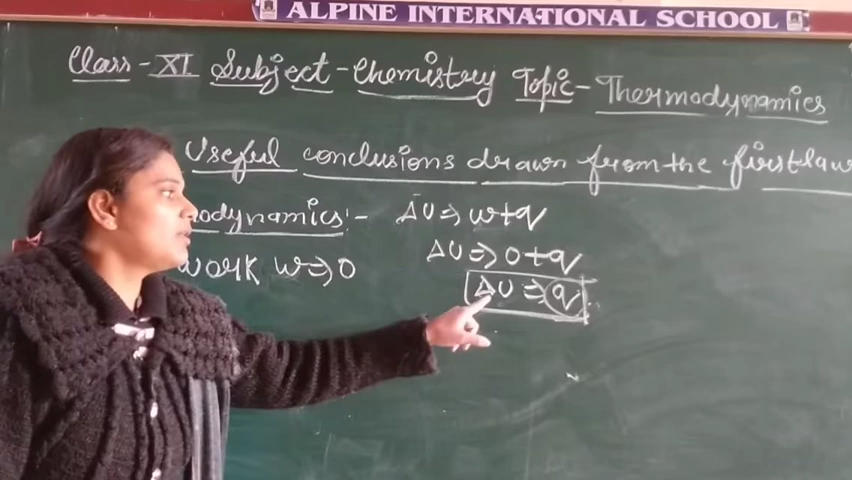 ALPINE INTERNATIONAL SCHOOL
Class - XI Subject - Chemistry Topic - Thermodynamics
Useful conclusions drawn from the first law
modynamics:- ΔU => w+q
work w => 0 ΔU => 0+q
ΔU => q